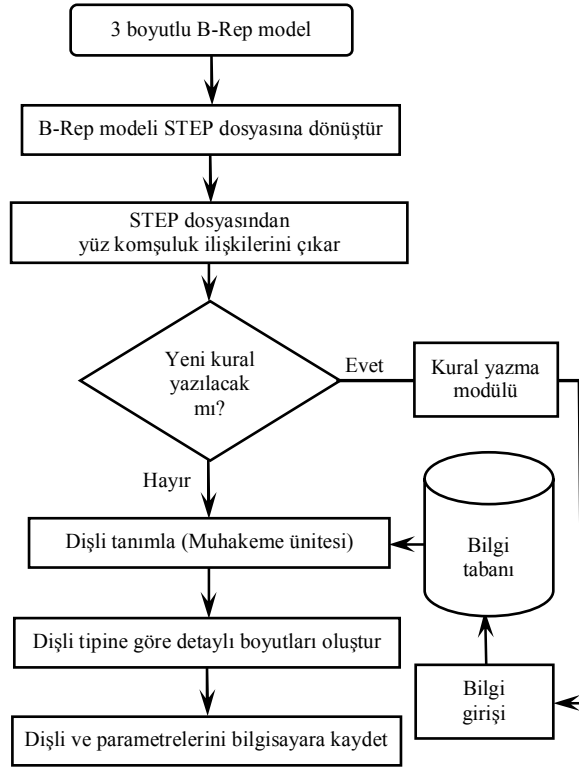 3 boyutlu B-Rep model
B-Rep modeli STEP dosyasına dönüştür
STEP dosyasından
yüz komşuluk ilişkilerini çıkar
Yeni kural
yazılacak
mı?
Evet
Kural yazma
modülü
Hayır
Dişli tanımla (Muhakeme ünitesi)
Bilgi
tabanı
Dişli tipine göre detaylı boyutları oluştur
Bilgi
girişi
Dişli ve parametrelerini bilgisayara kaydet